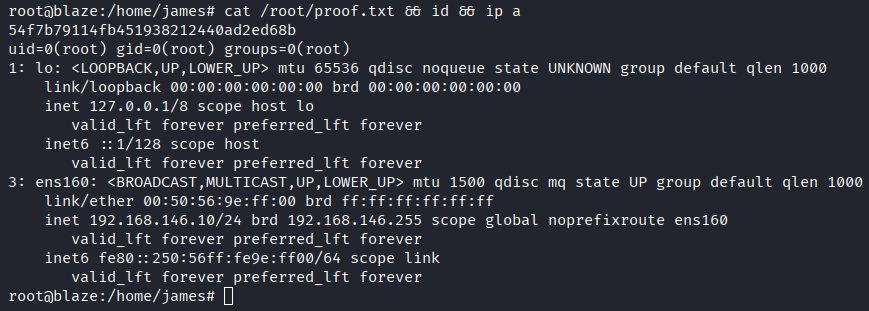 root@blaze:/home/james# cat /root/proof.txt && id && ip a
54f7b79114fb451938212440ad2ed68b
uid=0(root) gid=0(root) groups=0(root)
1: lo: <LOOPBACK,UP,LOWER_UP> mtu 65536 qdisc noqueue state UNKNOWN group default qlen 1000
    link/loopback 00:00:00:00:00:00 brd 00:00:00:00:00:00
    inet 127.0.0.1/8 scope host lo
       valid_lft forever preferred_lft forever
    inet6 ::1/128 scope host
       valid_lft forever preferred_lft forever
3: ens160: <BROADCAST,MULTICAST,UP,LOWER_UP> mtu 1500 qdisc mq state UP group default qlen 1000
    link/ether 00:50:56:9e:ff:00 brd ff:ff:ff:ff:ff:ff
    inet 192.168.146.10/24 brd 192.168.146.255 scope global noprefixroute ens160
       valid_lft forever preferred_lft forever
    inet6 fe80::250:56ff:fe9e:ff00/64 scope link
       valid_lft forever preferred_lft forever
root@blaze:/home/james#